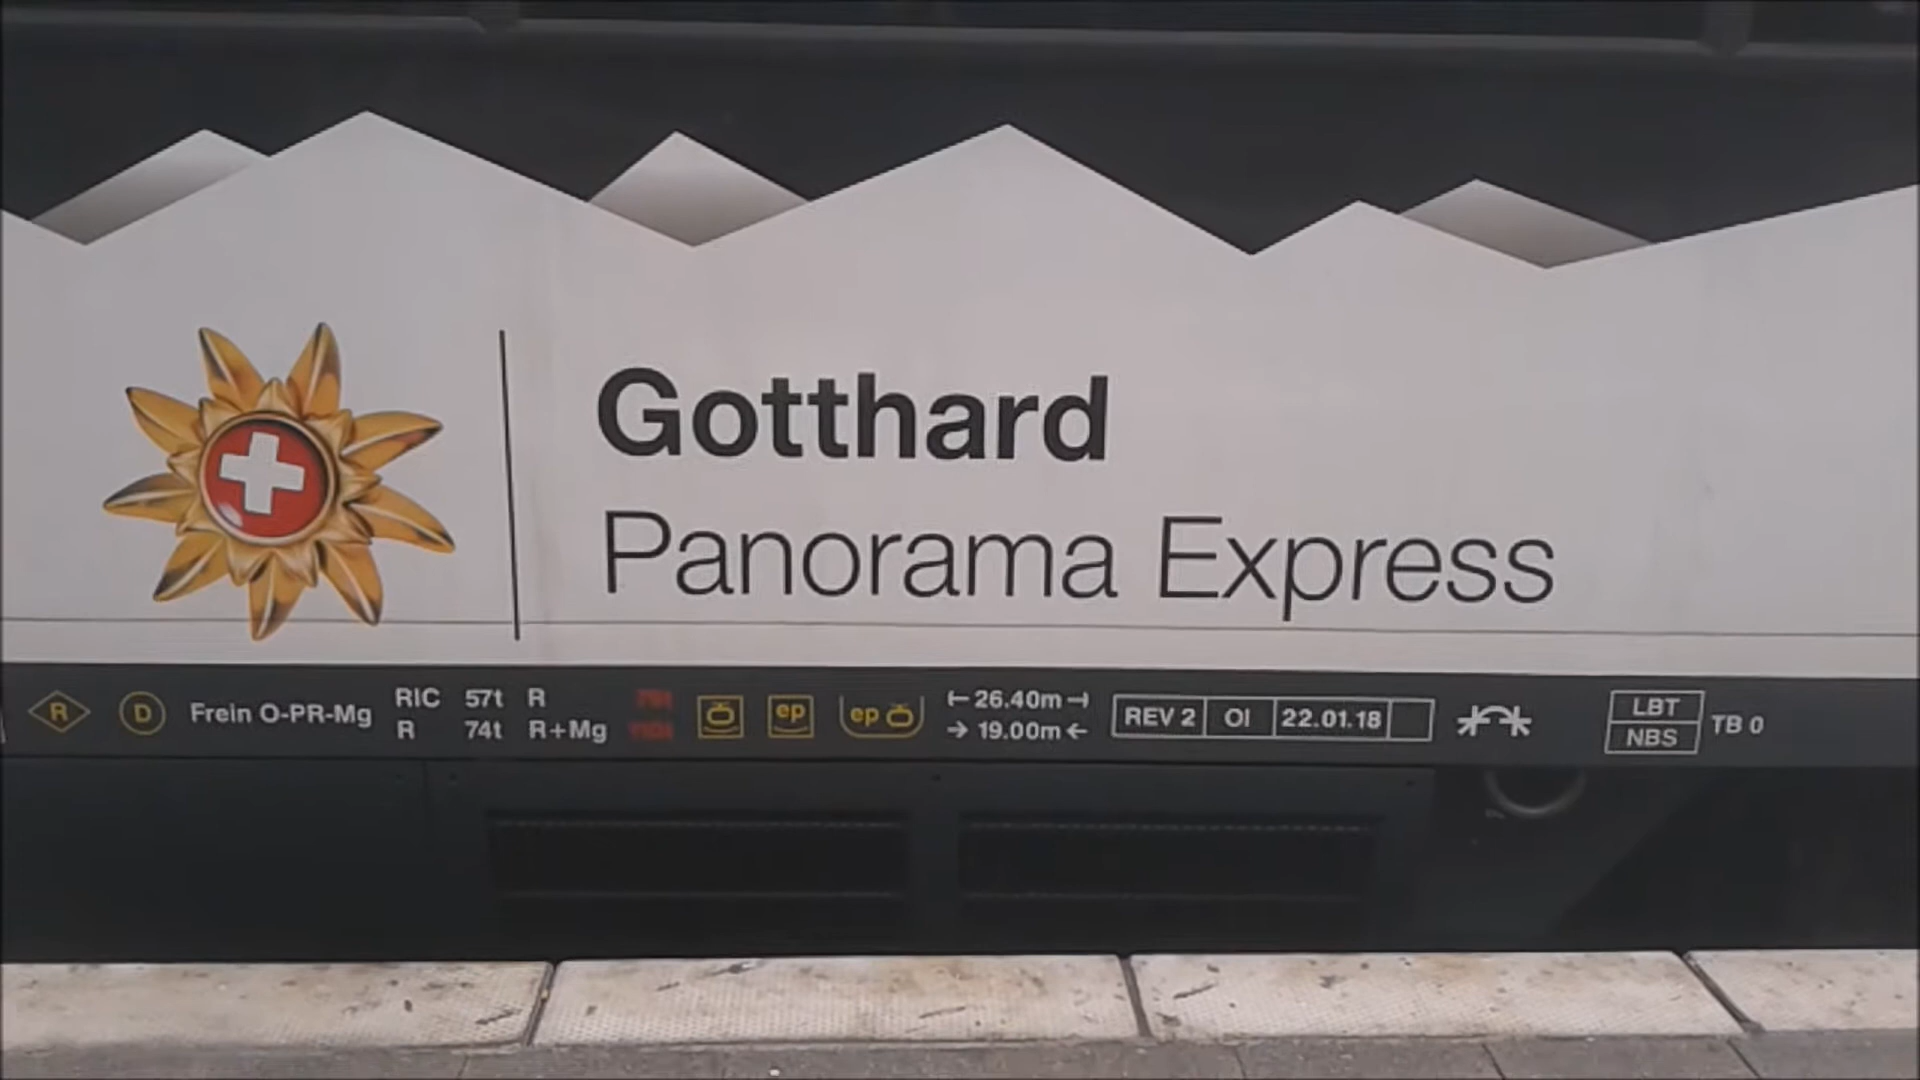 Gotthard
Panorama Express
R
D
Frein O-PR-Mg
RIC 57t R
R 74t R+Mg
ep
ep
26.40m
→ 19.00m ←
REV 2 OI 22.01.18
LBT
NBS
TB 0